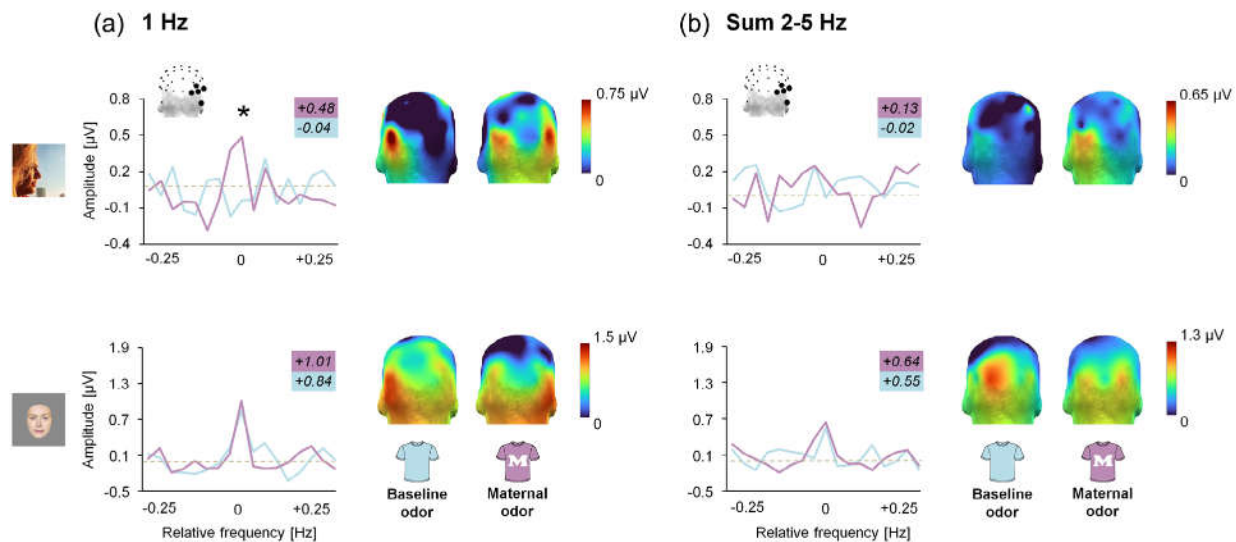 (a) 1 Hz
(b) Sum 2-5 Hz
Amplitude [µV]
0.8
0.5
0.2
-0.1
-0.4
*
+0.48
-0.04
-0.25 0 +0.25
0.75 µV
0
0.8
0.5
0.2
-0.1
-0.4
+0.13
-0.02
-0.25 0 +0.25
0.65 µV
0
Amplitude [µV]
1.9
1.3
0.7
0.1
-0.5
+1.01
+0.84
-0.25 0 +0.25
Relative frequency [Hz]
1.5 µV
0
M
Baseline
odor
Maternal
odor
1.9
1.3
0.7
0.1
-0.5
+0.64
+0.55
-0.25 0 +0.25
Relative frequency [Hz]
1.3 µV
0
M
Baseline
odor
Maternal
odor